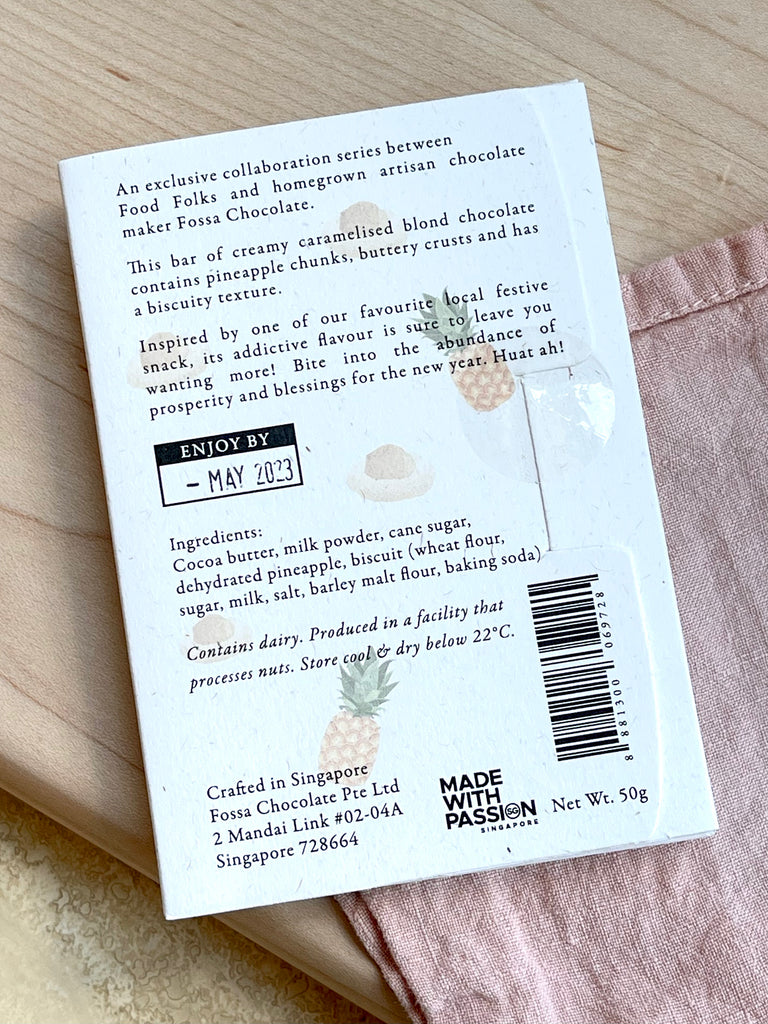 An exclusive collaboration series between
Food Folks and homegrown artisan chocolate
maker Fossa Chocolate.
This bar of creamy caramelised blond chocolate
contains pineapple chunks, buttery crusts and has
a biscuity texture.
Inspired by one of our favourite local festive
snack, its addictive flavour is sure to leave you
wanting more! Bite into the abundance of
prosperity and blessings for the new year. Huat ah!
ENJOY BY
- MAY 2023
Ingredients:
Cocoa butter, milk powder, cane sugar,
dehydrated pineapple, biscuit (wheat flour,
sugar, milk, salt, barley malt flour, baking soda)
Contains dairy. Produced in a facility that
processes nuts. Store cool & dry below 22°C.
8 881300 069728
Crafted in Singapore
Fossa Chocolate Pte Ltd
2 Mandai Link #02-04A
Singapore 728664
MADE
WITH
PASSION
SG
SINGAPORE
Net Wt. 50g